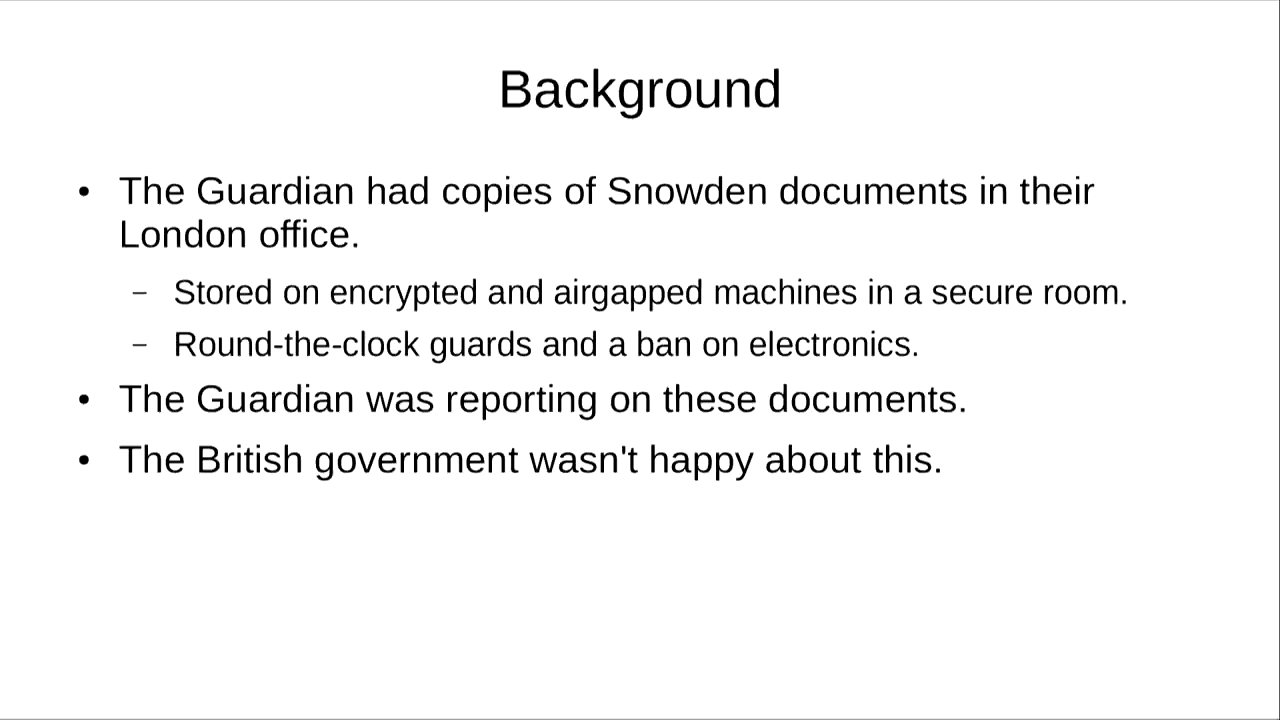 Background
• The Guardian had copies of Snowden documents in their
London office.
– Stored on encrypted and airgapped machines in a secure room.
– Round-the-clock guards and a ban on electronics.
• The Guardian was reporting on these documents.
• The British government wasn't happy about this.